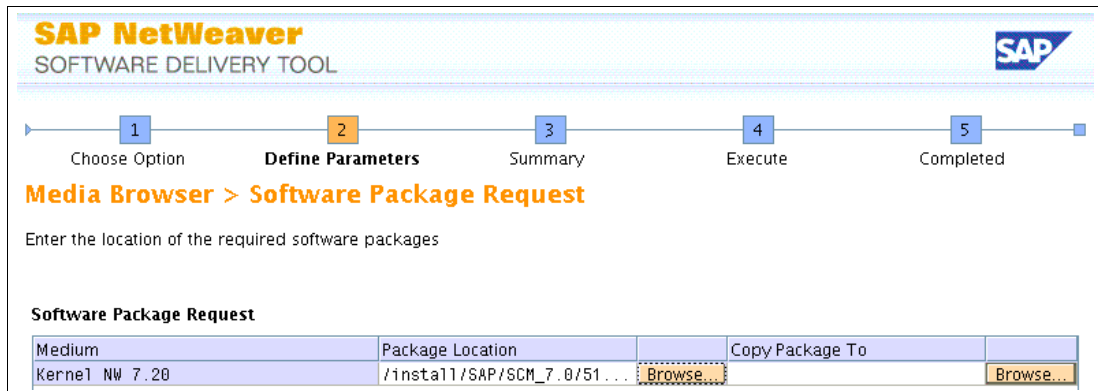 SAP NetWeaver
SOFTWARE DELIVERY TOOL
SAP
1 2 3 4 5
Choose Option Define Parameters Summary Execute Completed
Media Browser > Software Package Request
Enter the location of the required software packages
Software Package Request
Medium Package Location Copy Package To
Kernel NW 7.20 /install/SAP/SCM_7.0/51... Browse... Browse...